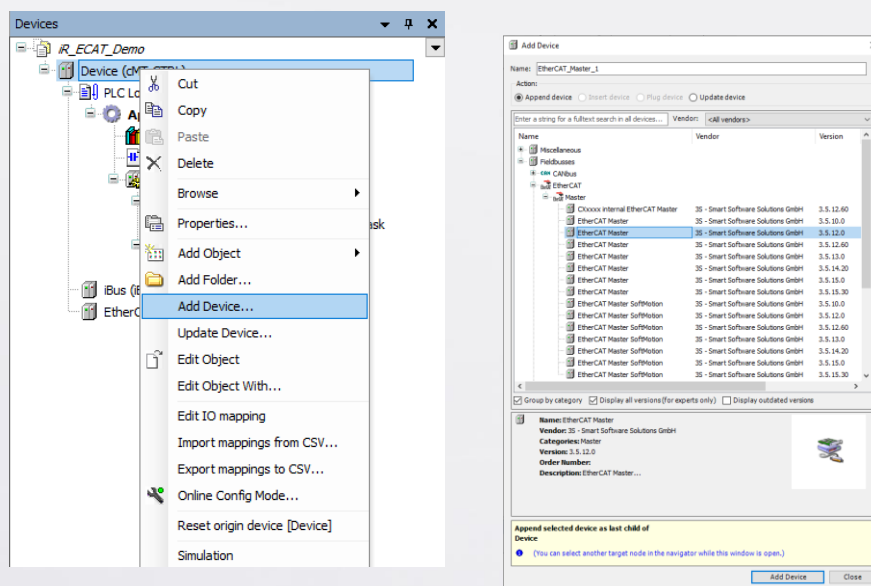 Devices
iR_ECAT_Demo
Device (cMT-CTRL)
PLC Lo
Ap
ask
iBus (iB
EtherC
Cut
Copy
Paste
Delete
Browse
Properties...
Add Object
Add Folder...
Add Device...
Update Device...
Edit Object
Edit Object With...
Edit IO mapping
Import mappings from CSV...
Export mappings to CSV...
Online Config Mode...
Reset origin device [Device]
Simulation
Add Device
Name: EtherCAT_Master_1
Action:
Append device Insert device Plug device Update device
Enter a string for a fulltext search in all devices... Vendor: <All vendors>
Name Vendor Version
Miscellaneous
Fieldbusses
CAN CANbus
EtherCAT
Master
CXxxxx internal EtherCAT Master 3S - Smart Software Solutions GmbH 3.5.12.60
EtherCAT Master 3S - Smart Software Solutions GmbH 3.5.10.0
EtherCAT Master 3S - Smart Software Solutions GmbH 3.5.12.0
EtherCAT Master 3S - Smart Software Solutions GmbH 3.5.12.60
EtherCAT Master 3S - Smart Software Solutions GmbH 3.5.13.0
EtherCAT Master 3S - Smart Software Solutions GmbH 3.5.14.20
EtherCAT Master 3S - Smart Software Solutions GmbH 3.5.15.0
EtherCAT Master 3S - Smart Software Solutions GmbH 3.5.15.30
EtherCAT Master SoftMotion 3S - Smart Software Solutions GmbH 3.5.10.0
EtherCAT Master SoftMotion 3S - Smart Software Solutions GmbH 3.5.12.0
EtherCAT Master SoftMotion 3S - Smart Software Solutions GmbH 3.5.12.60
EtherCAT Master SoftMotion 3S - Smart Software Solutions GmbH 3.5.13.0
EtherCAT Master SoftMotion 3S - Smart Software Solutions GmbH 3.5.14.20
EtherCAT Master SoftMotion 3S - Smart Software Solutions GmbH 3.5.15.0
EtherCAT Master SoftMotion 3S - Smart Software Solutions GmbH 3.5.15.30
Group by category Display all versions (for experts only) Display outdated versions
Name: EtherCAT Master
Vendor: 3S - Smart Software Solutions GmbH
Categories: Master
Version: 3.5.12.0
Order Number:
Description: EtherCAT Master...
Append selected device as last child of
Device
(You can select another target node in the navigator while this window is open.)
Add Device Close